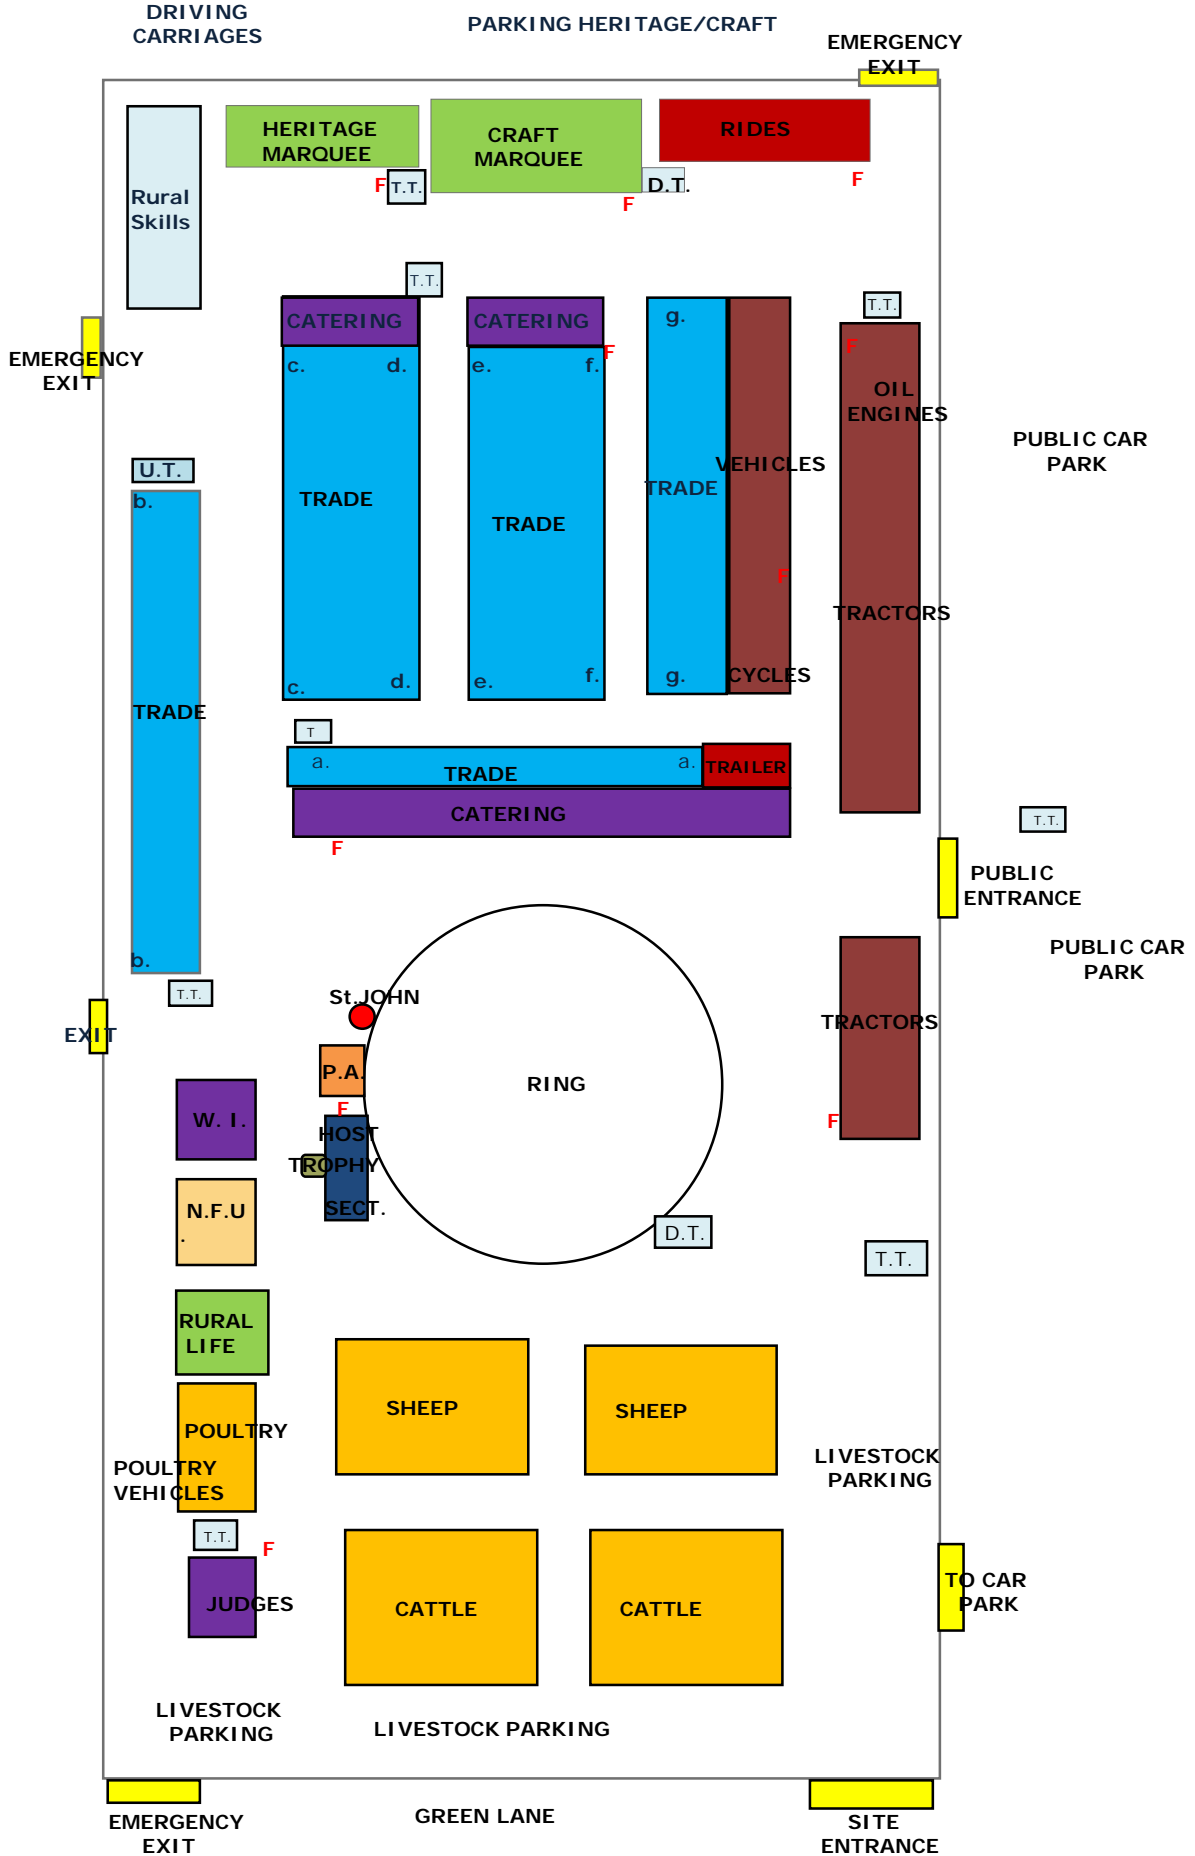 DRIVING
CARRIAGES
PARKING HERITAGE/CRAFT
EMERGENCY
EXIT
HERITAGE
MARQUEE
CRAFT
MARQUEE
RIDES
F
T.T.
D.T.
F
F
Rural
Skills
T.T.
T.T.
CATERING
CATERING
g.
EMERGENCY
EXIT
c.
d.
e.
f.
F
F
OIL
ENGINES
PUBLIC CAR
PARK
U.T.
b.
TRADE
TRADE
TRADE
VEHICLES
F
TRACTORS
c.
d.
e.
f.
g.
CYCLES
TRADE
T
a.
TRADE
a.
TRAILER
CATERING
F
T.T.
PUBLIC
ENTRANCE
PUBLIC CAR
PARK
b.
T.T.
St.JOHN
EXIT
TRACTORS
P.A.
RING
F
W. I.
HOST
F
TROPHY
SECT.
N.F.U
.
D.T.
T.T.
RURAL
LIFE
SHEEP
SHEEP
POULTRY
POULTRY
VEHICLES
LIVESTOCK
PARKING
T.T.
F
JUDGES
CATTLE
CATTLE
TO CAR
PARK
LIVESTOCK
PARKING
LIVESTOCK PARKING
EMERGENCY
EXIT
GREEN LANE
SITE
ENTRANCE